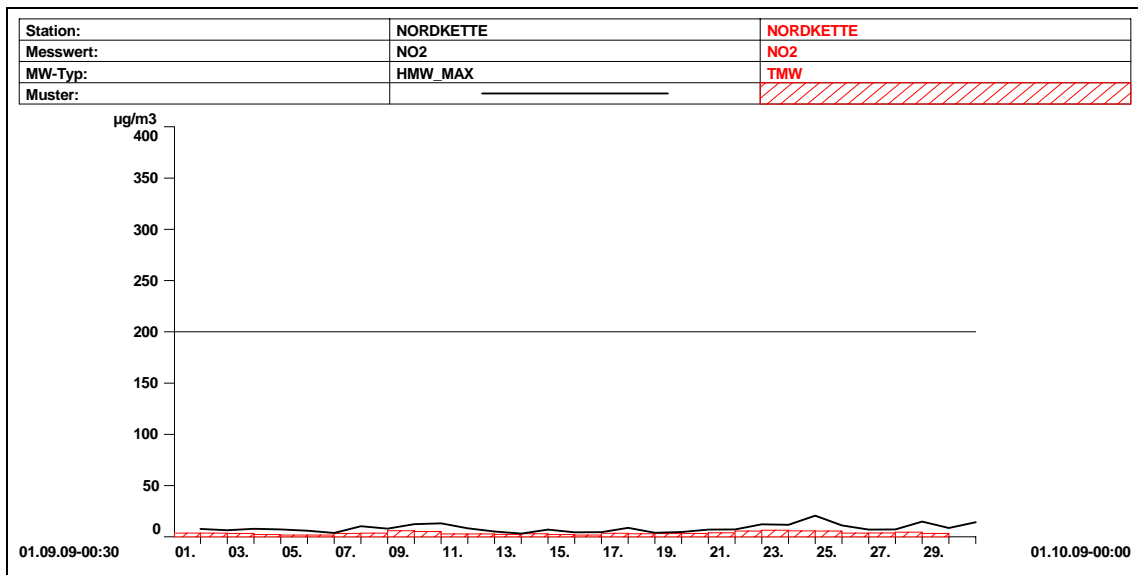 Station: NORDKETTE NORDKETTE
Messwert: NO2 NO2
MW-Typ: HMW_MAX TMW
Muster:
µg/m3
400
350
300
250
200
150
100
50
0
01.09.09-00:30 01. 03. 05. 07. 09. 11. 13. 15. 17. 19. 21. 23. 25. 27. 29. 01.10.09-00:00